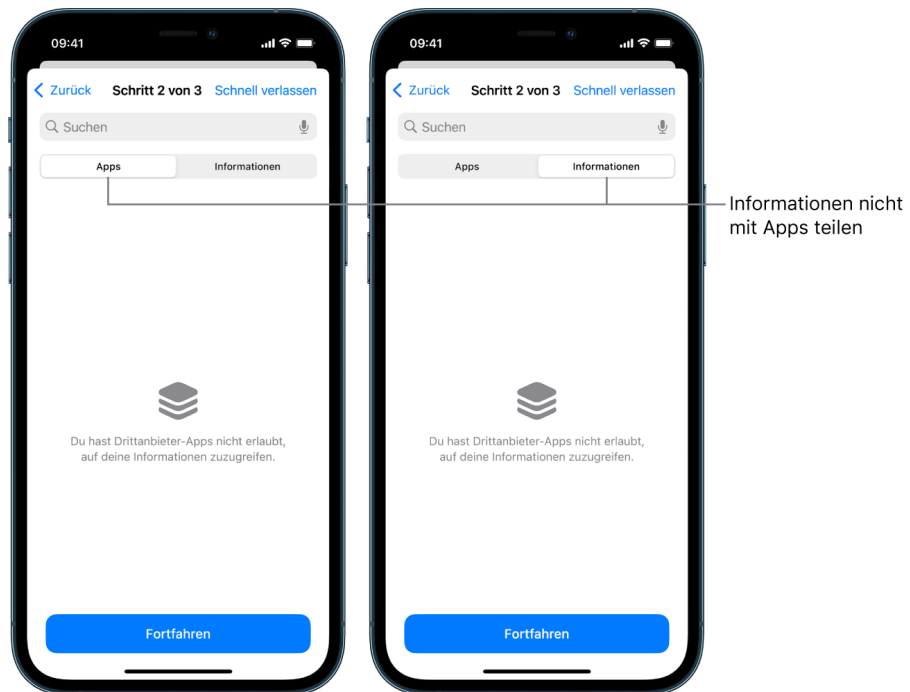 09:41
Zurück Schritt 2 von 3 Schnell verlassen
Suchen
Apps Informationen
Du hast Drittanbieter-Apps nicht erlaubt,
auf deine Informationen zuzugreifen.
Fortfahren
09:41
Zurück Schritt 2 von 3 Schnell verlassen
Suchen
Apps Informationen
Du hast Drittanbieter-Apps nicht erlaubt,
auf deine Informationen zuzugreifen.
Fortfahren
Informationen nicht
mit Apps teilen